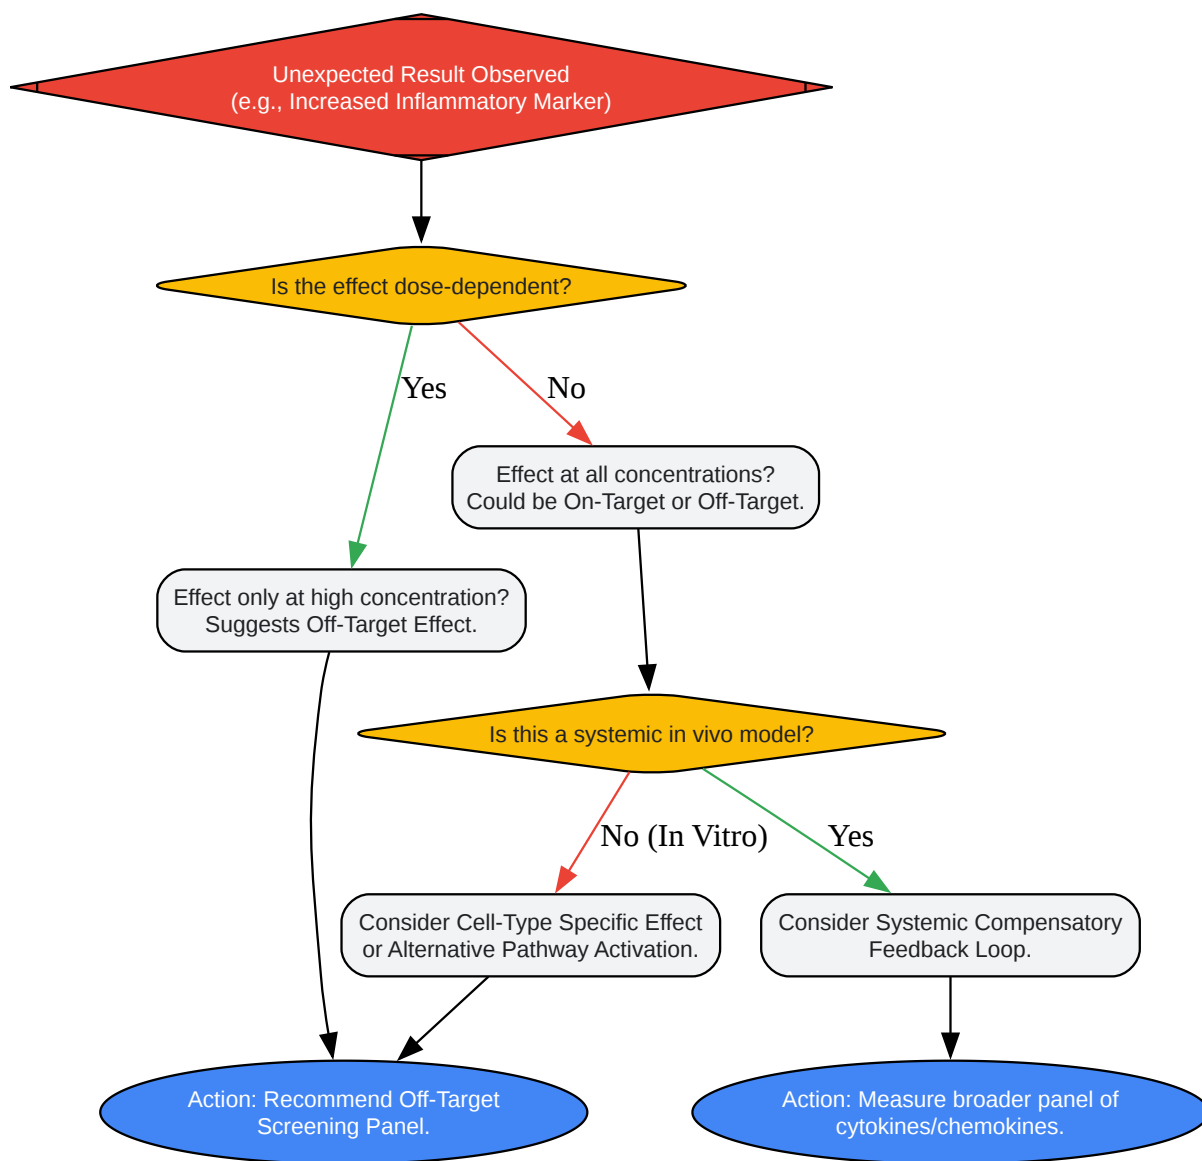 Unexpected Result Observed
(e.g., Increased Inflammatory Marker)
Is the effect dose-dependent?
Yes
No
Effect at all concentrations?
Could be On-Target or Off-Target.
Effect only at high concentration?
Suggests Off-Target Effect.
Is this a systemic in vivo model?
No (In Vitro)
Yes
Consider Cell-Type Specific Effect
or Alternative Pathway Activation.
Consider Systemic Compensatory
Feedback Loop.
Action: Recommend Off-Target
Screening Panel.
Action: Measure broader panel of
cytokines/chemokines.